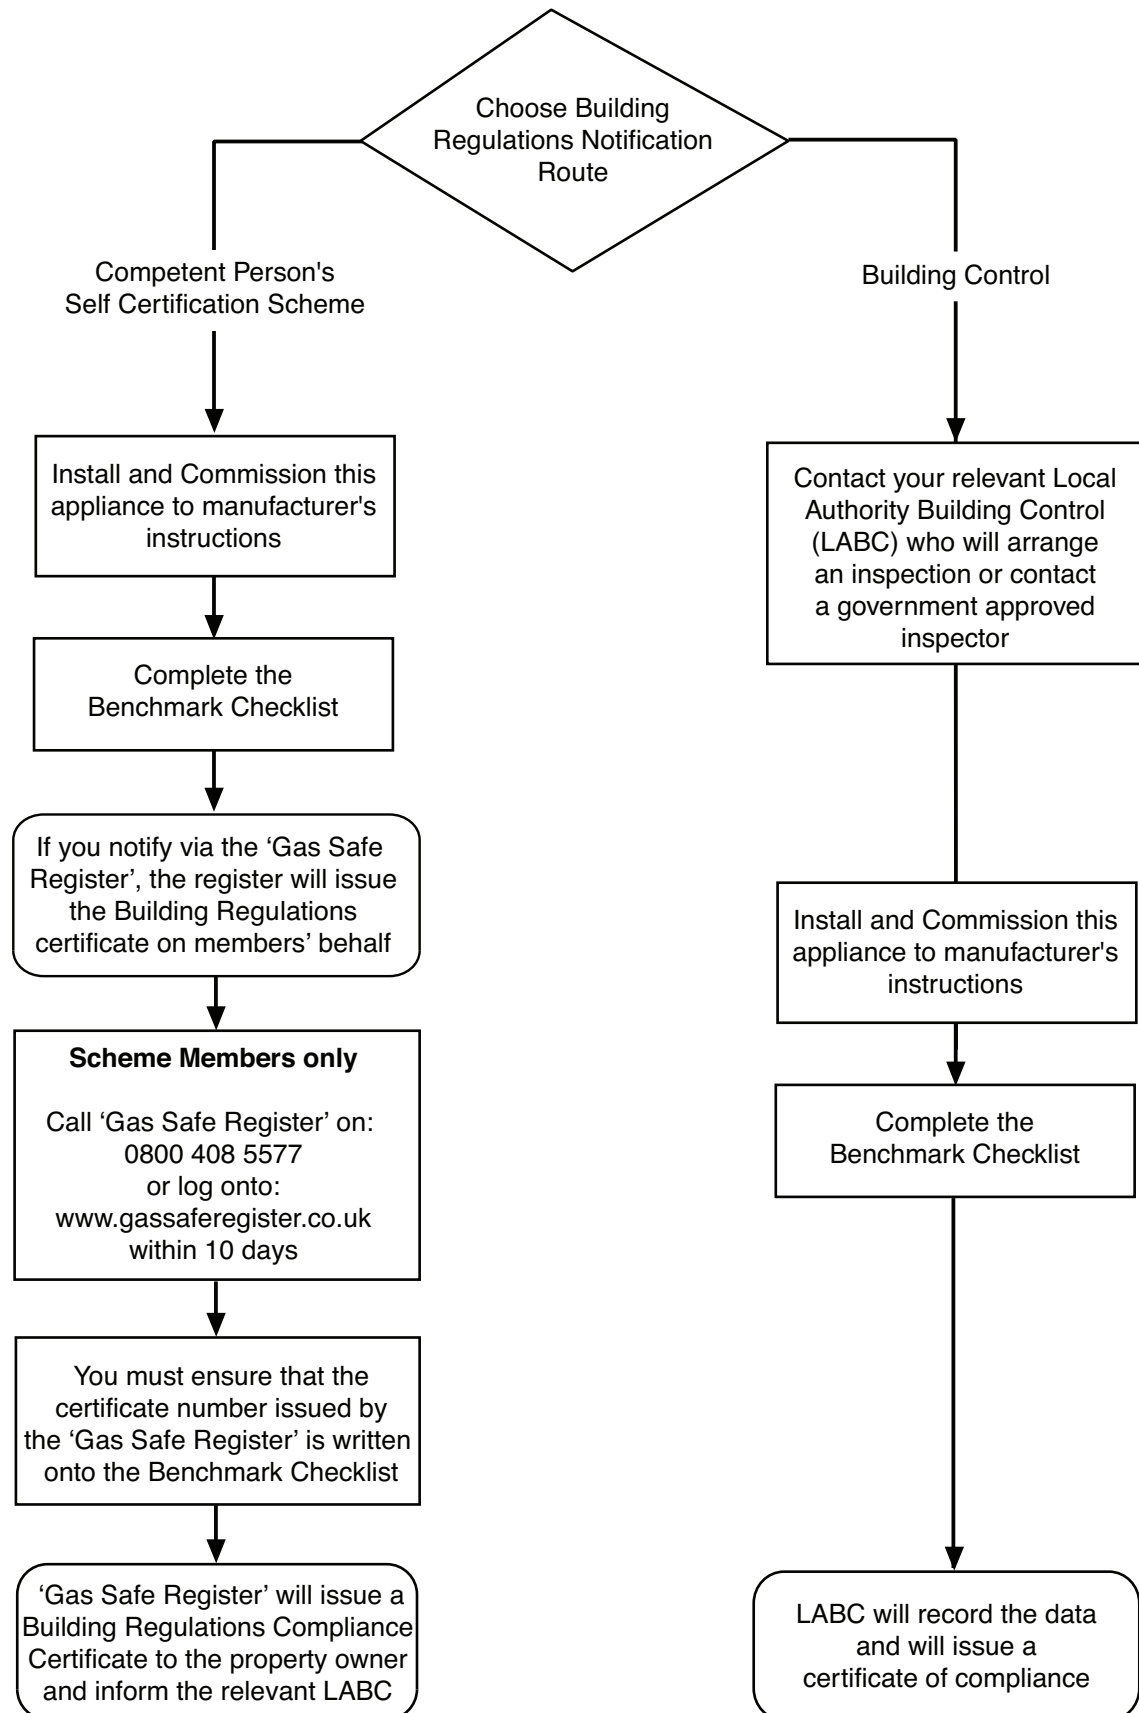 Choose Building
Regulations Notification
Route
Competent Person's
Self Certification Scheme
Building Control
Install and Commission this
appliance to manufacturer's
instructions
Complete the
Benchmark Checklist
If you notify via the ‘Gas Safe
Register’, the register will issue
the Building Regulations
certificate on members’ behalf
Scheme Members only
Call ‘Gas Safe Register’ on:
0800 408 5577
or log onto:
www.gassaferegister.co.uk
within 10 days
You must ensure that the
certificate number issued by
the ‘Gas Safe Register’ is written
onto the Benchmark Checklist
‘Gas Safe Register’ will issue a
Building Regulations Compliance
Certificate to the property owner
and inform the relevant LABC
Contact your relevant Local
Authority Building Control
(LABC) who will arrange
an inspection or contact
a government approved
inspector
Install and Commission this
appliance to manufacturer's
instructions
Complete the
Benchmark Checklist
LABC will record the data
and will issue a
certificate of compliance